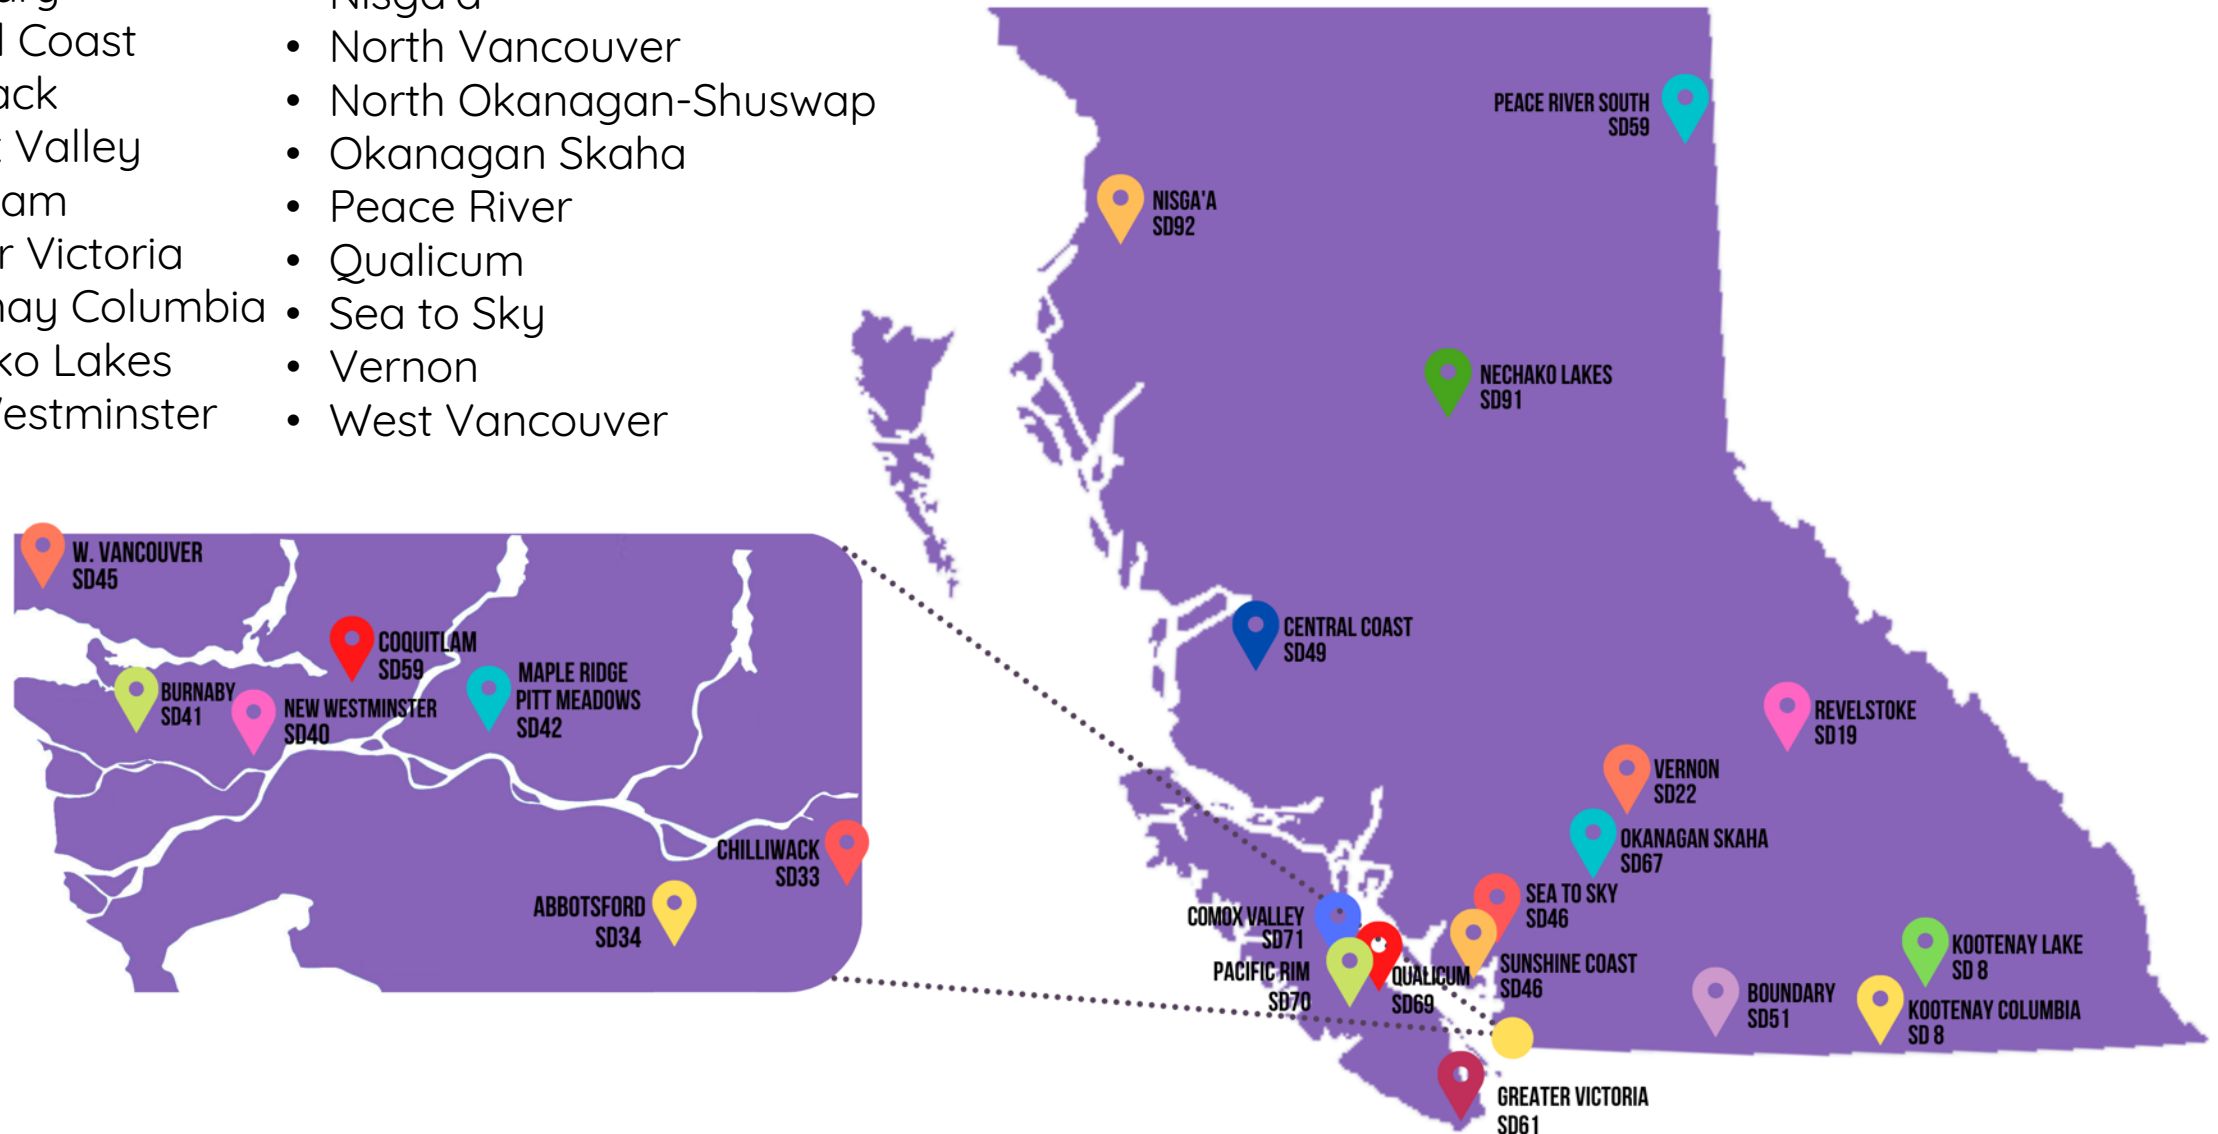 Coast
Valley
Victoria
Columbia
Lakes
Nisga'a
• North Vancouver
• North Okanagan-Shuswap
• Okanagan Skaha
• Peace River
• Qualicum
• Sea to Sky
• Vernon
• West Vancouver
PEACE RIVER SOUTH
SD59
NISGA'A
SD92
NECHAKO LAKES
SD91
W. VANCOUVER
SD45
COQUITLAM
SD59
MAPLE RIDGE
PITT MEADOWS
SD42
BURNABY
SD41
NEW WESTMINSTER
SD40
CHILLIWACK
SD33
ABBOTSFORD
SD34
CENTRAL COAST
SD49
REVELSTOKE
SD19
VERNON
SD22
OKANAGAN SKAHA
SD67
SEA TO SKY
SD46
COMOX VALLEY
SD71
PACIFIC RIM
SD70
QUALICUM
SD69
SUNSHINE COAST
SD46
BOUNDARY
SD51
KOOTENAY LAKE
SD 8
KOOTENAY COLUMBIA
SD 8
GREATER VICTORIA
SD61